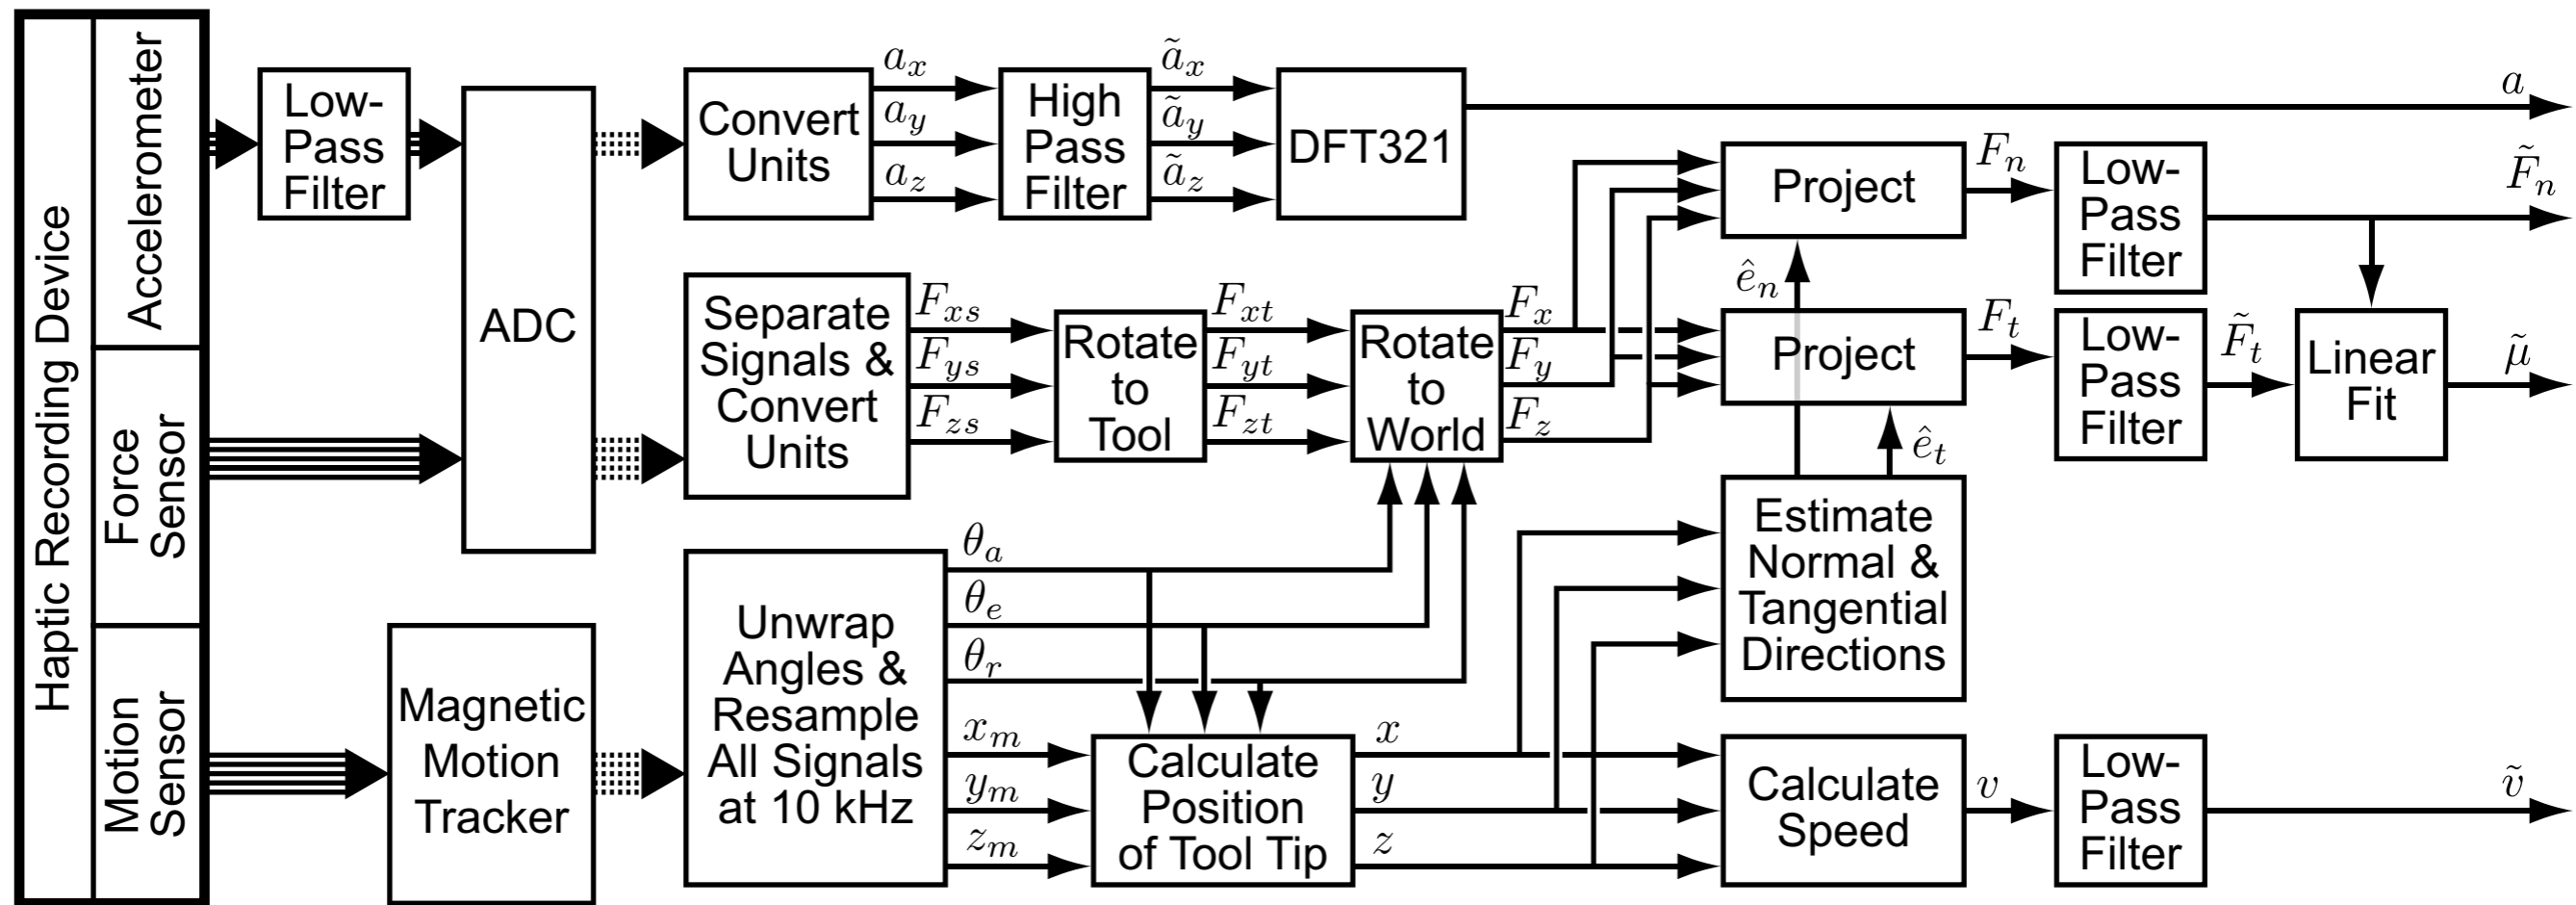 Haptic Recording Device
Accelerometer
Force
Sensor
Motion
Sensor
Low-
Pass
Filter
ADC
Magnetic
Motion
Tracker
Convert
Units
a_x
a_y
a_z
High
Pass
Filter
ã_x
ã_y
ã_z
DFT321
a
Separate
Signals &
Convert
Units
F_xs
F_ys
F_zs
Rotate
to
Tool
F_xt
F_yt
F_zt
Rotate
to
World
F_x
F_y
F_z
Project
F_n
Low-
Pass
Filter
F̃_n
ê_n
Project
F_t
Low-
Pass
Filter
F̃_t
Linear
Fit
μ̃
ê_t
Estimate
Normal &
Tangential
Directions
Unwrap
Angles &
Resample
All Signals
at 10 kHz
θ_a
θ_e
θ_r
x_m
y_m
z_m
Calculate
Position
of Tool Tip
x
y
z
Calculate
Speed
v
Low-
Pass
Filter
ṽ